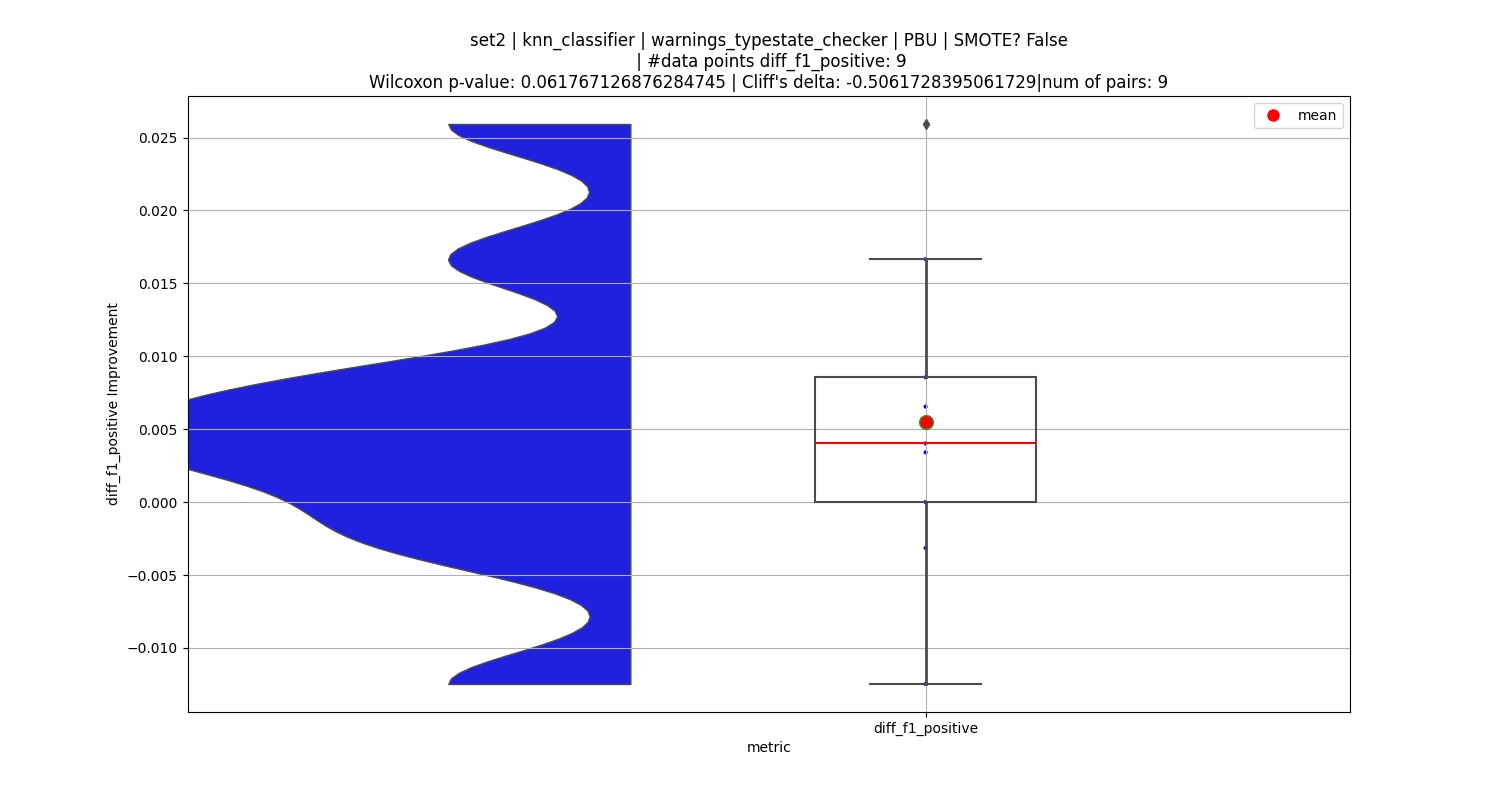 set2 | knn_classifier | warnings_typestate_checker | PBU | SMOTE? False
| #data points diff_f1_positive: 9
Wilcoxon p-value: 0.061767126876284745 | Cliff's delta: -0.5061728395061729|num of pairs: 9
mean
0.025
0.020
0.015
0.010
0.005
0.000
−0.005
−0.010
diff_f1_positive Improvement
diff_f1_positive
metric